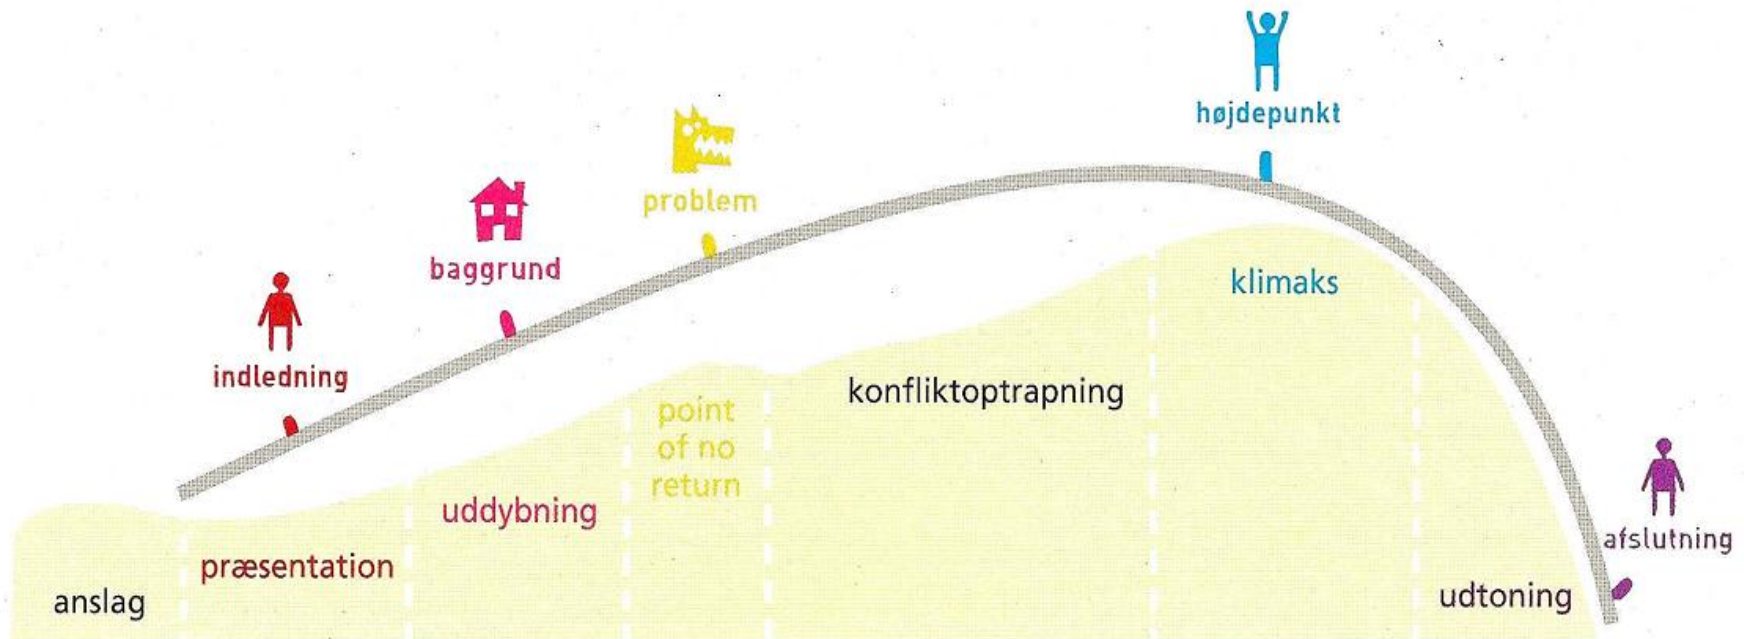 højdepunkt
problem
baggrund
indledning
klimaks
konfliktoptrapning
point
of no
return
uddybning
præsentation
anslag
afslutning
udtoning